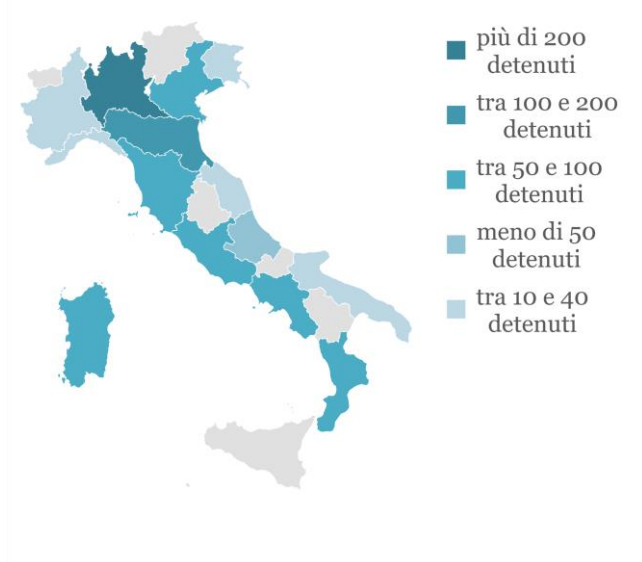 più di 200
detenuti
tra 100 e 200
detenuti
tra 50 e 100
detenuti
meno di 50
detenuti
tra 10 e 40
detenuti